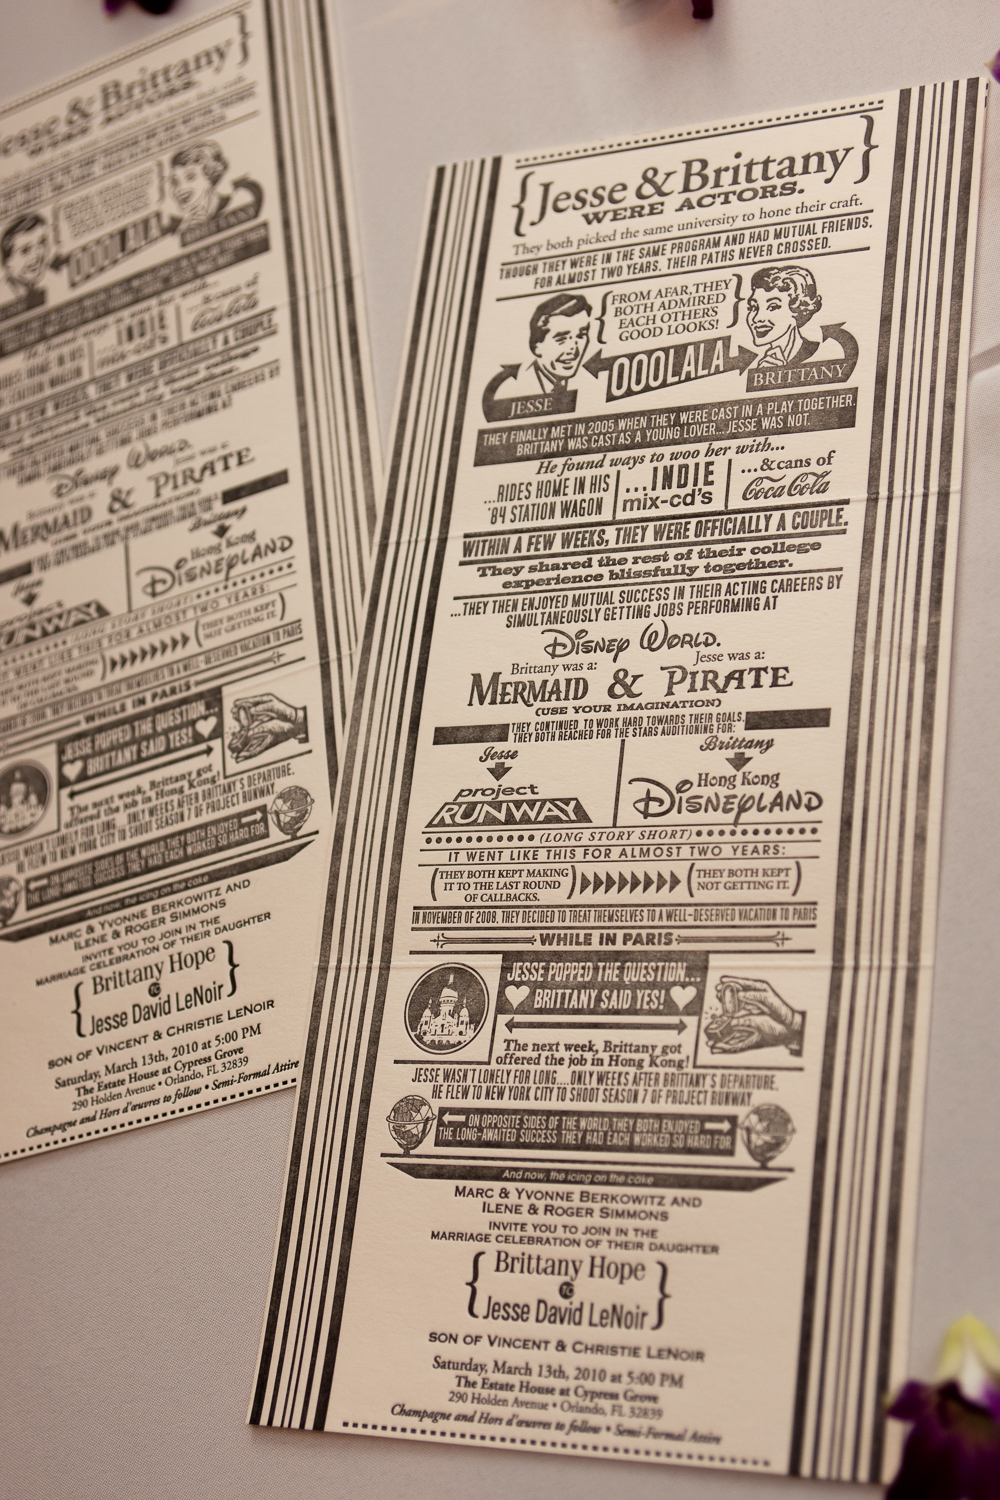 Jesse & Brittany
WERE ACTORS.
They both picked the same university to hone their craft.
THOUGH THEY WERE IN THE SAME PROGRAM AND HAD MUTUAL FRIENDS,
FOR ALMOST TWO YEARS, THEIR PATHS NEVER CROSSED.
FROM AFAR, THEY
BOTH ADMIRED
EACH OTHERS
GOOD LOOKS!
OOOLALA
JESSE
BRITTANY
THEY FINALLY MET IN 2005 WHEN THEY WERE CAST IN A PLAY TOGETHER.
BRITTANY WAS CAST AS A YOUNG LOVER...JESSE WAS NOT.
He found ways to woo her with...
...RIDES HOME IN HIS
'84 STATION WAGON
...INDIE
mix-cd's
...& cans of
Coca Cola
WITHIN A FEW WEEKS, THEY WERE OFFICIALLY A COUPLE.
They shared the rest of their college
experience blissfully together.
...THEY THEN ENJOYED MUTUAL SUCCESS IN THEIR ACTING CAREERS BY
SIMULTANEOUSLY GETTING JOBS PERFORMING AT
DISNEY WORLD.
Brittany was a:
Jesse was a:
MERMAID & PIRATE
(USE YOUR IMAGINATION)
THEY CONTINUED TO WORK HARD TOWARDS THEIR GOALS.
THEY BOTH REACHED FOR THE STARS AUDITIONING FOR:
Jesse
project
RUNWAY
Brittany
Hong Kong
DISNEYLAND
(LONG STORY SHORT)
IT WENT LIKE THIS FOR ALMOST TWO YEARS:
(THEY BOTH KEPT MAKING
IT TO THE LAST ROUND
OF CALLBACKS.)
(THEY BOTH KEPT
NOT GETTING IT.)
IN NOVEMBER OF 2008, THEY DECIDED TO TREAT THEMSELVES TO A WELL-DESERVED VACATION TO PARIS
WHILE IN PARIS
JESSE POPPED THE QUESTION...
BRITTANY SAID YES!
The next week, Brittany got
offered the job in Hong Kong!
JESSE WASN'T LONELY FOR LONG....ONLY WEEKS AFTER BRITTANY'S DEPARTURE,
HE FLEW TO NEW YORK CITY TO SHOOT SEASON 7 OF PROJECT RUNWAY.
ON OPPOSITE SIDES OF THE WORLD, THEY BOTH ENJOYED
THE LONG-AWAITED SUCCESS THEY HAD EACH WORKED SO HARD FOR.
And now, the icing on the cake
MARC & YVONNE BERKOWITZ AND
ILENE & ROGER SIMMONS
INVITE YOU TO JOIN IN THE
MARRIAGE CELEBRATION OF THEIR DAUGHTER
Brittany Hope
TO
Jesse David LeNoir
SON OF VINCENT & CHRISTIE LENOIR
Saturday, March 13th, 2010 at 5:00 PM
The Estate House at Cypress Grove
290 Holden Avenue • Orlando, FL 32839
Champagne and Hors d'œuvres to follow • Semi-Formal Attire